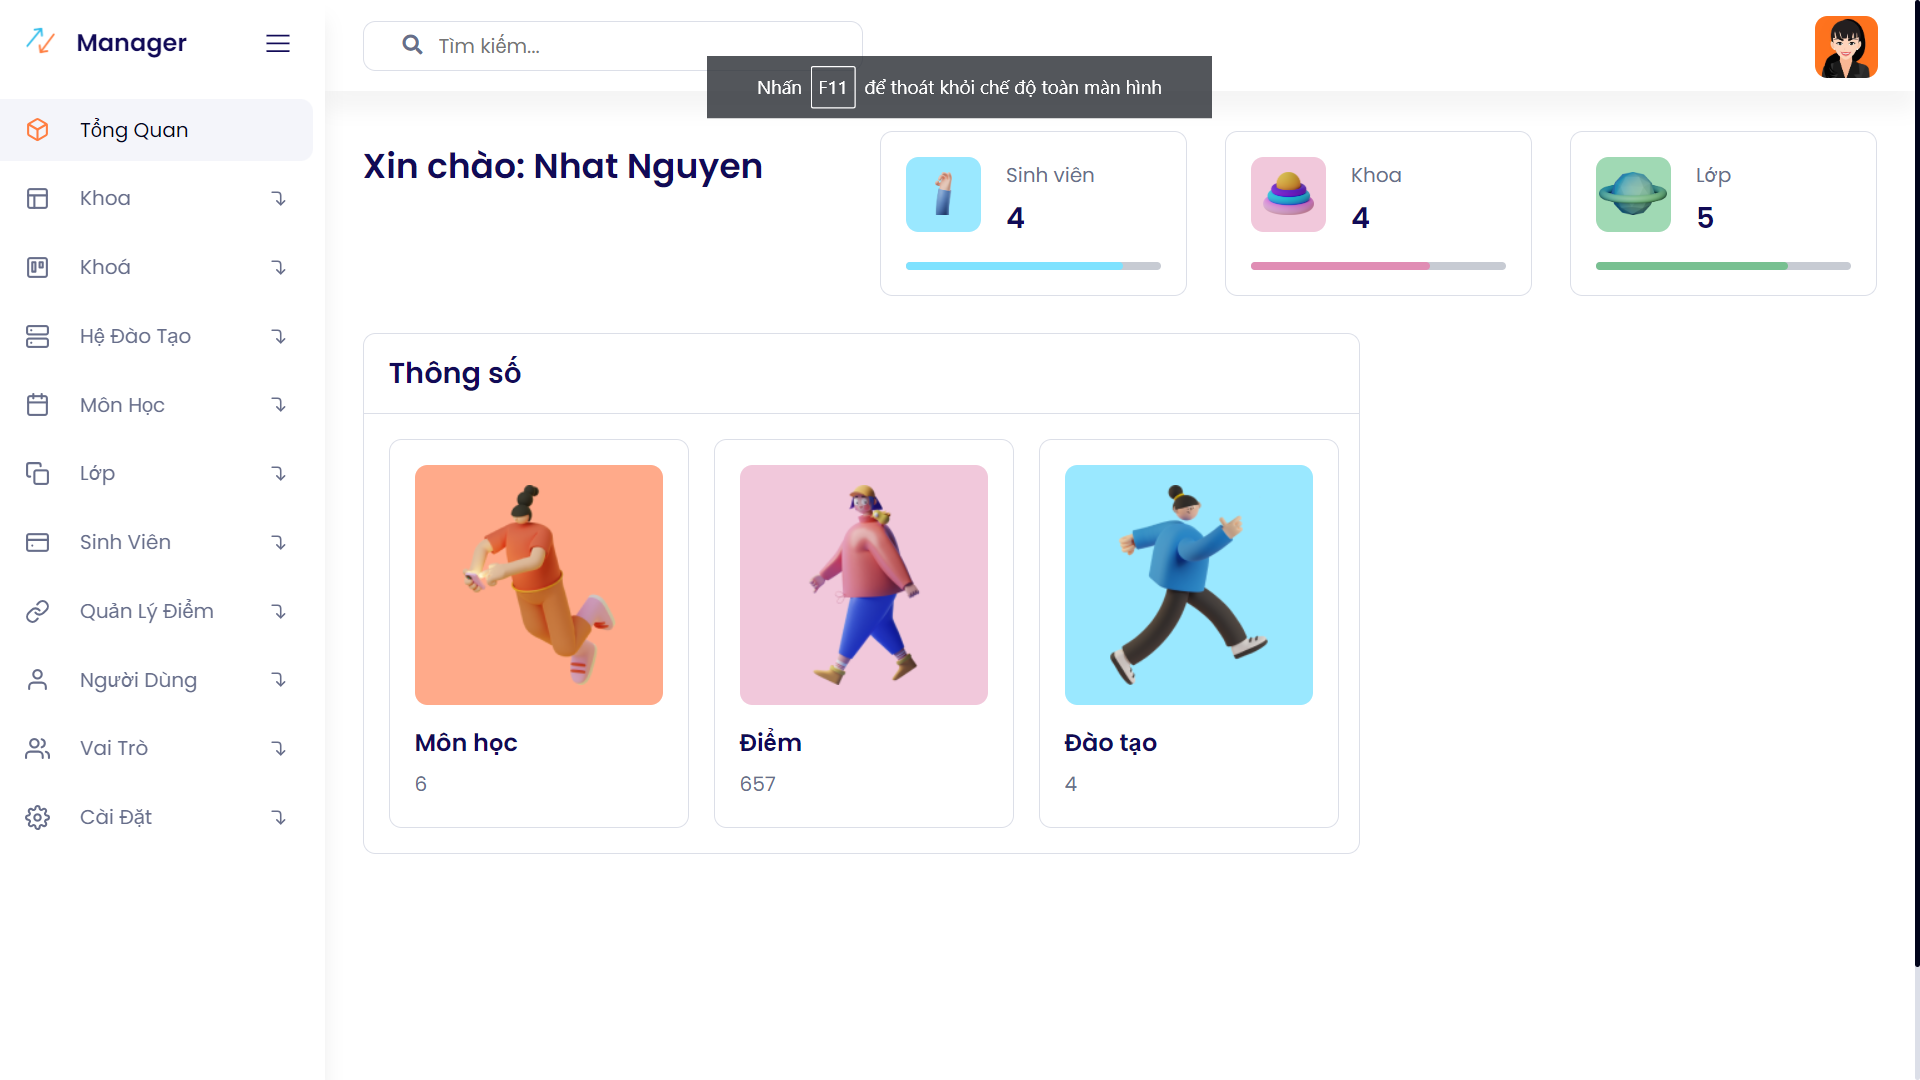 Manager
Tìm kiếm...
Nhấn F11 để thoát khỏi chế độ toàn màn hình
Tổng Quan
Khoa
Khoá
Hệ Đào Tạo
Môn Học
Lớp
Sinh Viên
Quản Lý Điểm
Người Dùng
Vai Trò
Cài Đặt
Xin chào: Nhat Nguyen
Sinh viên
4
Khoa
4
Lớp
5
Thông số
Môn học
6
Điểm
657
Đào tạo
4